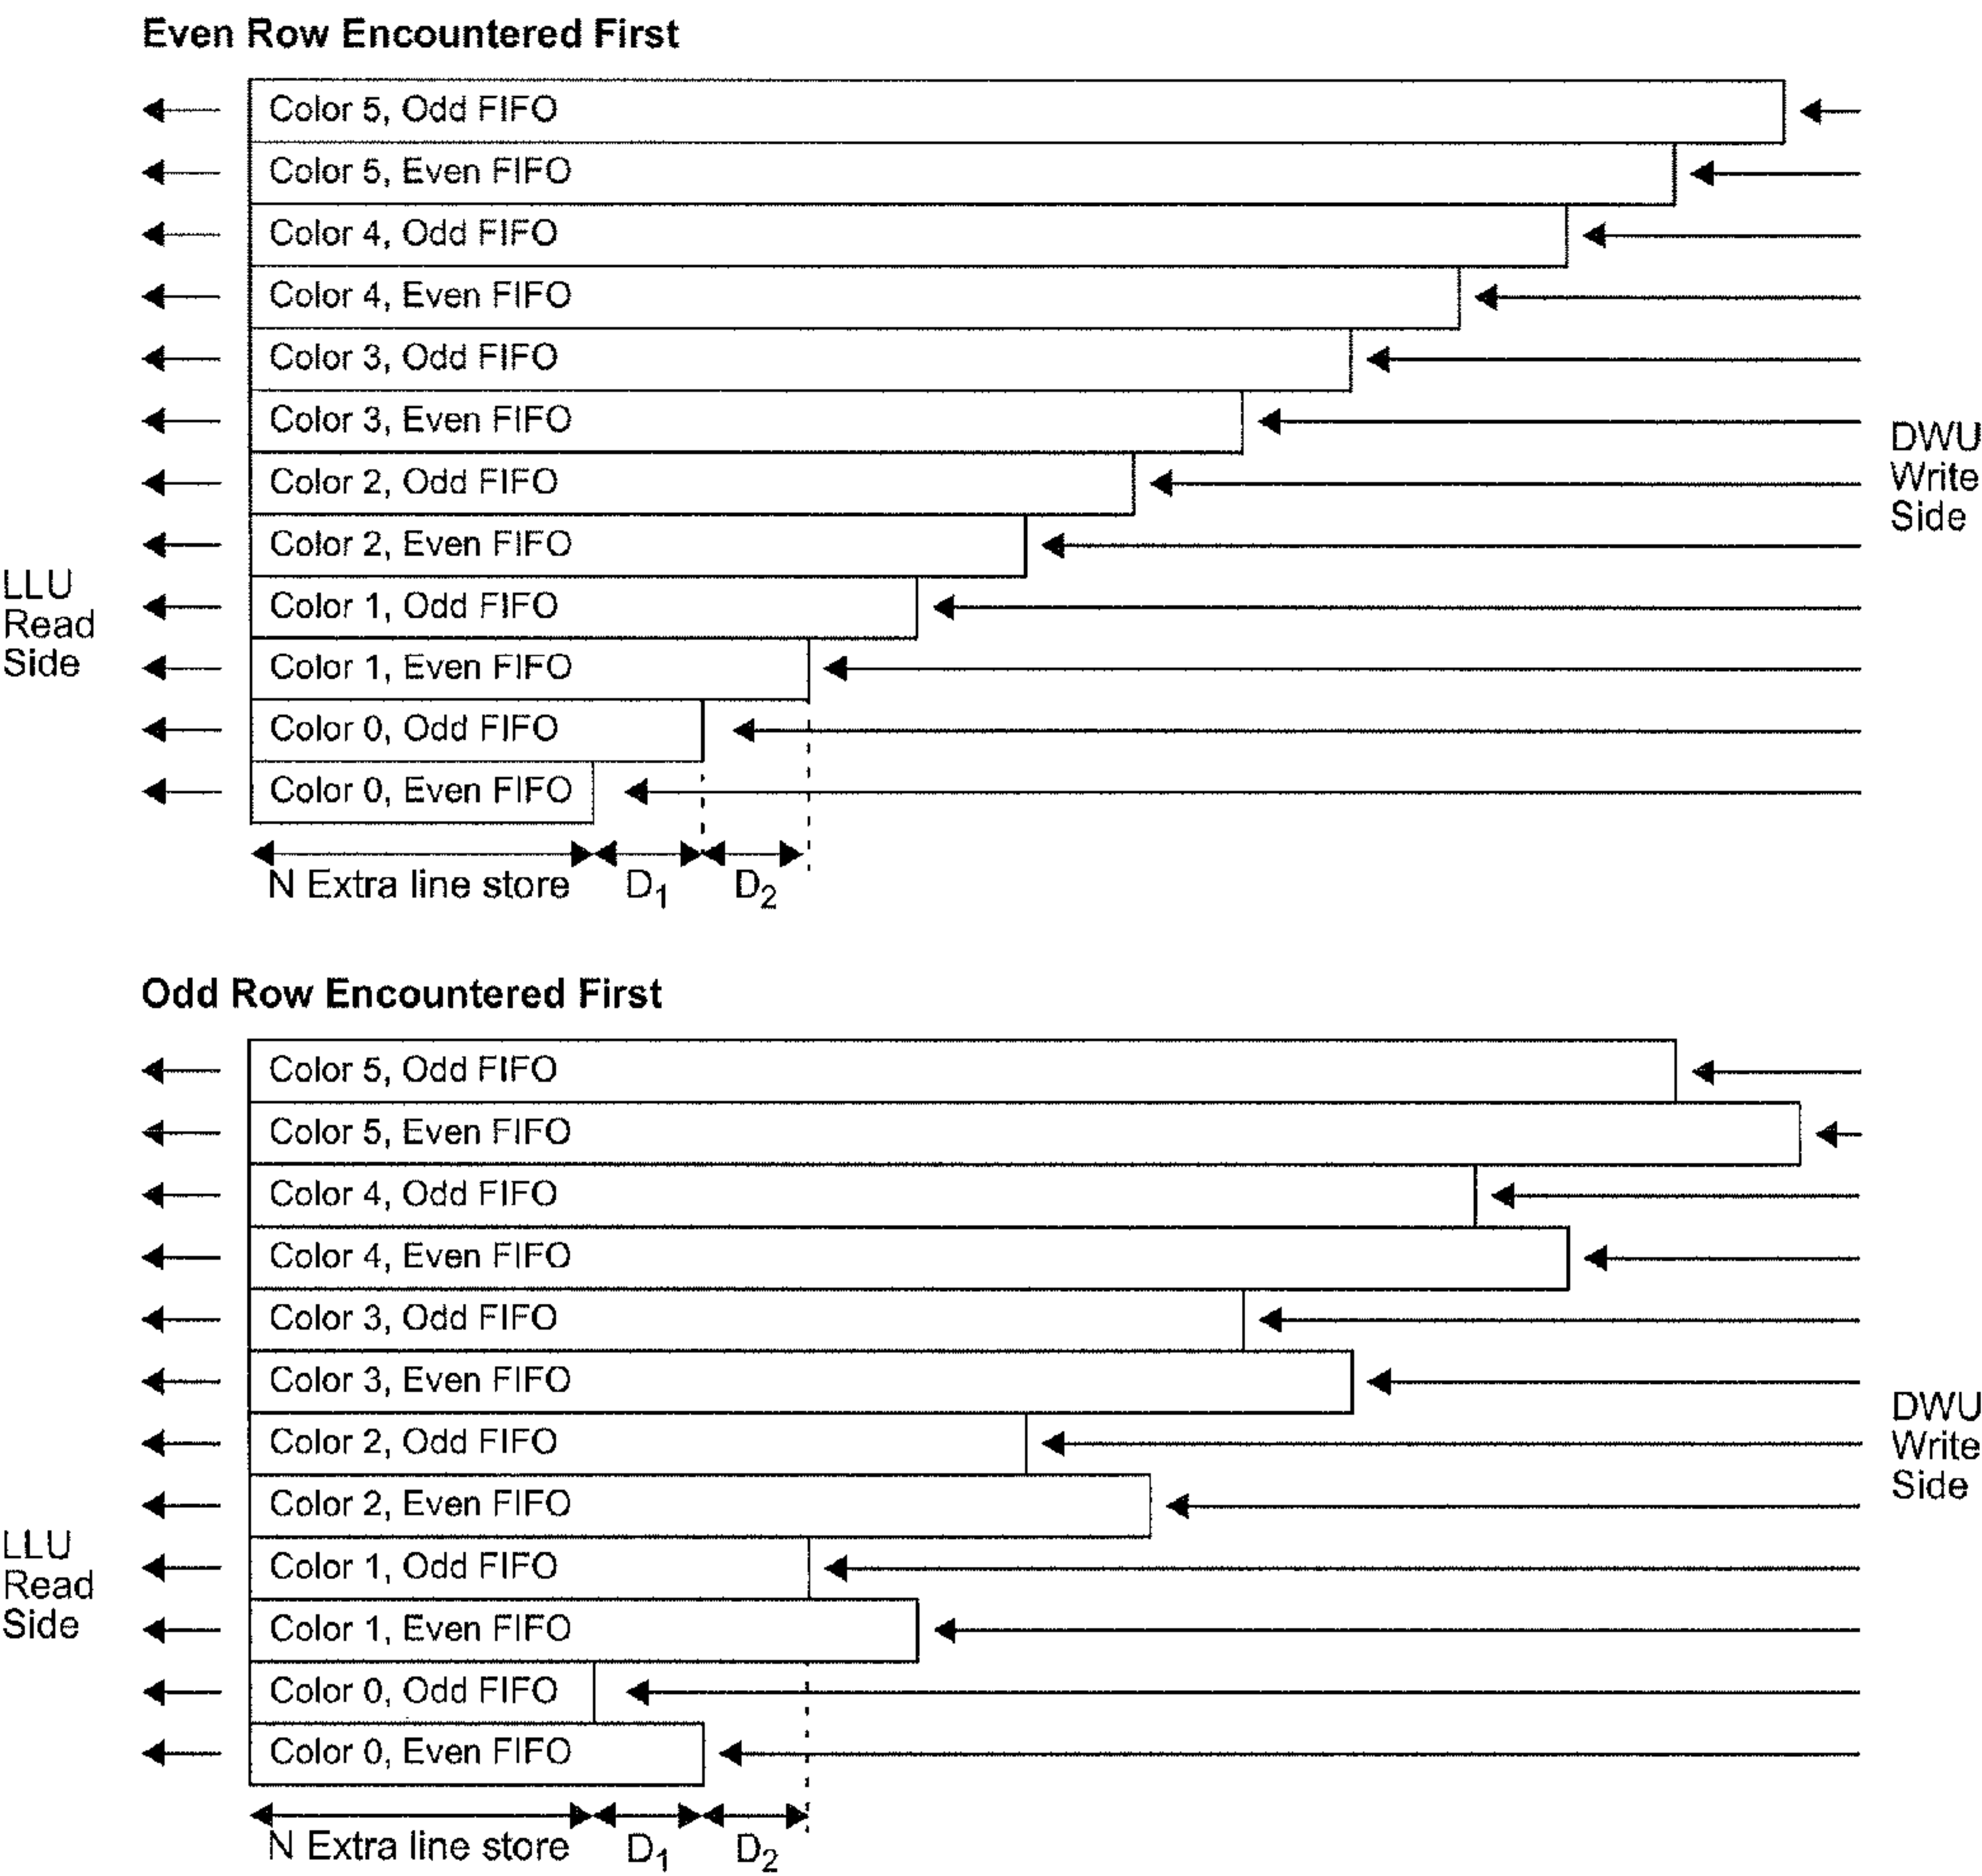 Even Row Encountered First
Color 5, Odd FIFO
Color 5, Even FIFO
Color 4, Odd FIFO
Color 4, Even FIFO
Color 3, Odd FIFO
Color 3, Even FIFO
Color 2, Odd FIFO
Color 2, Even FIFO
Color 1, Odd FIFO
Color 1, Even FIFO
Color 0, Odd FIFO
Color 0, Even FIFO
LLU
Read
Side
DWU
Write
Side
N Extra line store D₁ D₂
Odd Row Encountered First
Color 5, Odd FIFO
Color 5, Even FIFO
Color 4, Odd FIFO
Color 4, Even FIFO
Color 3, Odd FIFO
Color 3, Even FIFO
Color 2, Odd FIFO
Color 2, Even FIFO
Color 1, Odd FIFO
Color 1, Even FIFO
Color 0, Odd FIFO
Color 0, Even FIFO
LLU
Read
Side
DWU
Write
Side
N Extra line store D₁ D₂